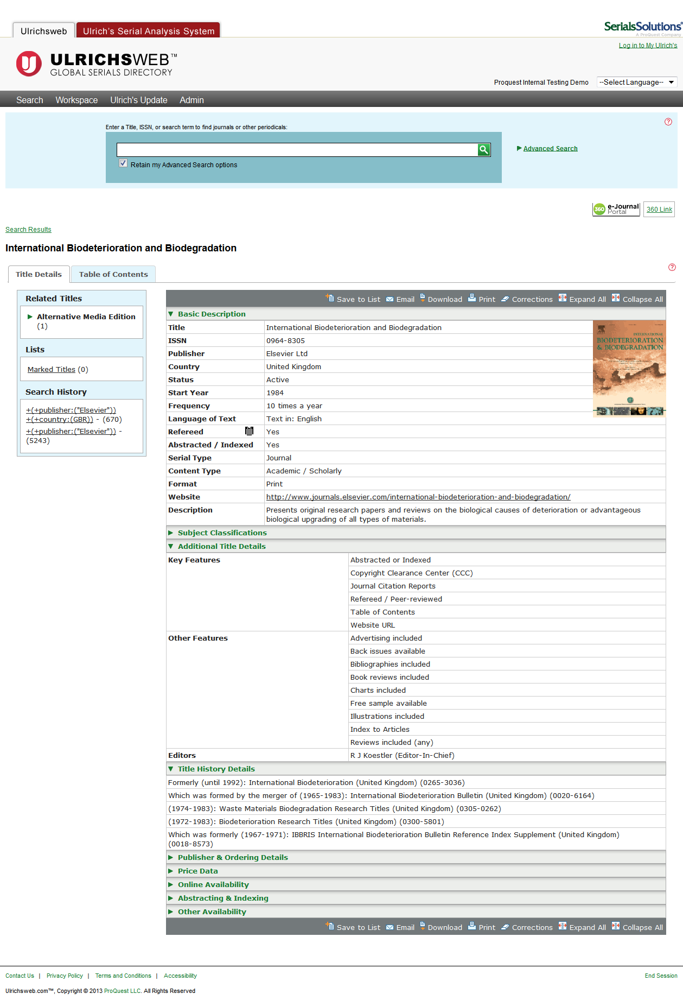 Ulrichsweb
Ulrich's Serial Analysis System
SerialsSolutions®
A ProQuest Company
Log in to My Ulrich's
U
ULRICHSWEB™
GLOBAL SERIALS DIRECTORY
Proquest Internal Testing Demo
--Select Language--
Search Workspace Ulrich's Update Admin
Enter a Title, ISSN, or search term to find journals or other periodicals:
?
Advanced Search
Retain my Advanced Search options
360 e-Journal Portal
360 Link
Search Results
International Biodeterioration and Biodegradation
Title Details
Table of Contents
?
Related Titles
Alternative Media Edition
(1)
Lists
Marked Titles (0)
Search History
+(+publisher:("Elsevier"))
+(+country:(GBR)) - (670)
+(+publisher:("Elsevier")) -
(5243)
Save to List Email Download Print Corrections Expand All Collapse All
Basic Description
Title International Biodeterioration and Biodegradation
ISSN 0964-8305
Publisher Elsevier Ltd
Country United Kingdom
Status Active
Start Year 1984
Frequency 10 times a year
Language of Text Text in: English
Refereed Yes
Abstracted / Indexed Yes
Serial Type Journal
Content Type Academic / Scholarly
Format Print
Website http://www.journals.elsevier.com/international-biodeterioration-and-biodegradation/
Description Presents original research papers and reviews on the biological causes of deterioration or advantageous
biological upgrading of all types of materials.
INTERNATIONAL
BIODETERIORATION
& BIODEGRADATION
Subject Classifications
Additional Title Details
Key Features Abstracted or Indexed
Copyright Clearance Center (CCC)
Journal Citation Reports
Refereed / Peer-reviewed
Table of Contents
Website URL
Other Features Advertising included
Back issues available
Bibliographies included
Book reviews included
Charts included
Free sample available
Illustrations included
Index to Articles
Reviews included (any)
Editors R J Koestler (Editor-In-Chief)
Title History Details
Formerly (until 1992): International Biodeterioration (United Kingdom) (0265-3036)
Which was formed by the merger of (1965-1983): International Biodeterioration Bulletin (United Kingdom) (0020-6164)
(1974-1983): Waste Materials Biodegradation Research Titles (United Kingdom) (0305-0262)
(1972-1983): Biodeterioration Research Titles (United Kingdom) (0300-5801)
Which was formerly (1967-1971): IBBRIS International Biodeterioration Bulletin Reference Index Supplement (United Kingdom)
(0018-8573)
Publisher & Ordering Details
Price Data
Online Availability
Abstracting & Indexing
Other Availability
Save to List Email Download Print Corrections Expand All Collapse All
Contact Us | Privacy Policy | Terms and Conditions | Accessibility
End Session
Ulrichsweb.com™, Copyright © 2013 ProQuest LLC. All Rights Reserved